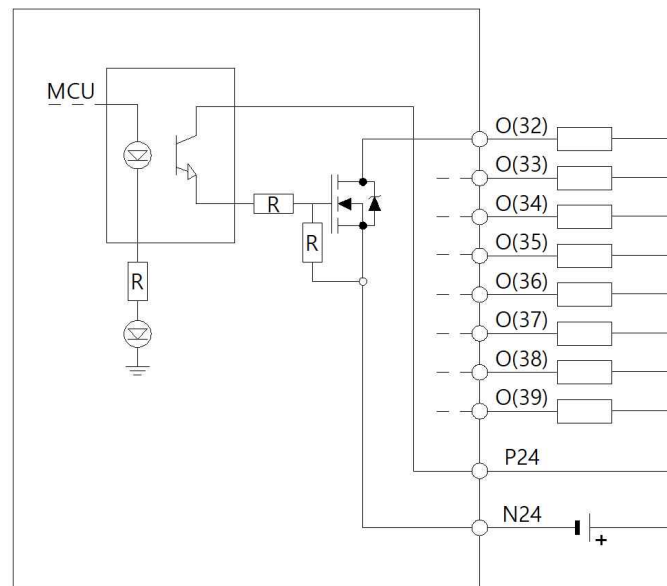 MCU
O(32)
O(33)
O(34)
R
R
O(35)
R
O(36)
O(37)
O(38)
O(39)
P24
N24
+